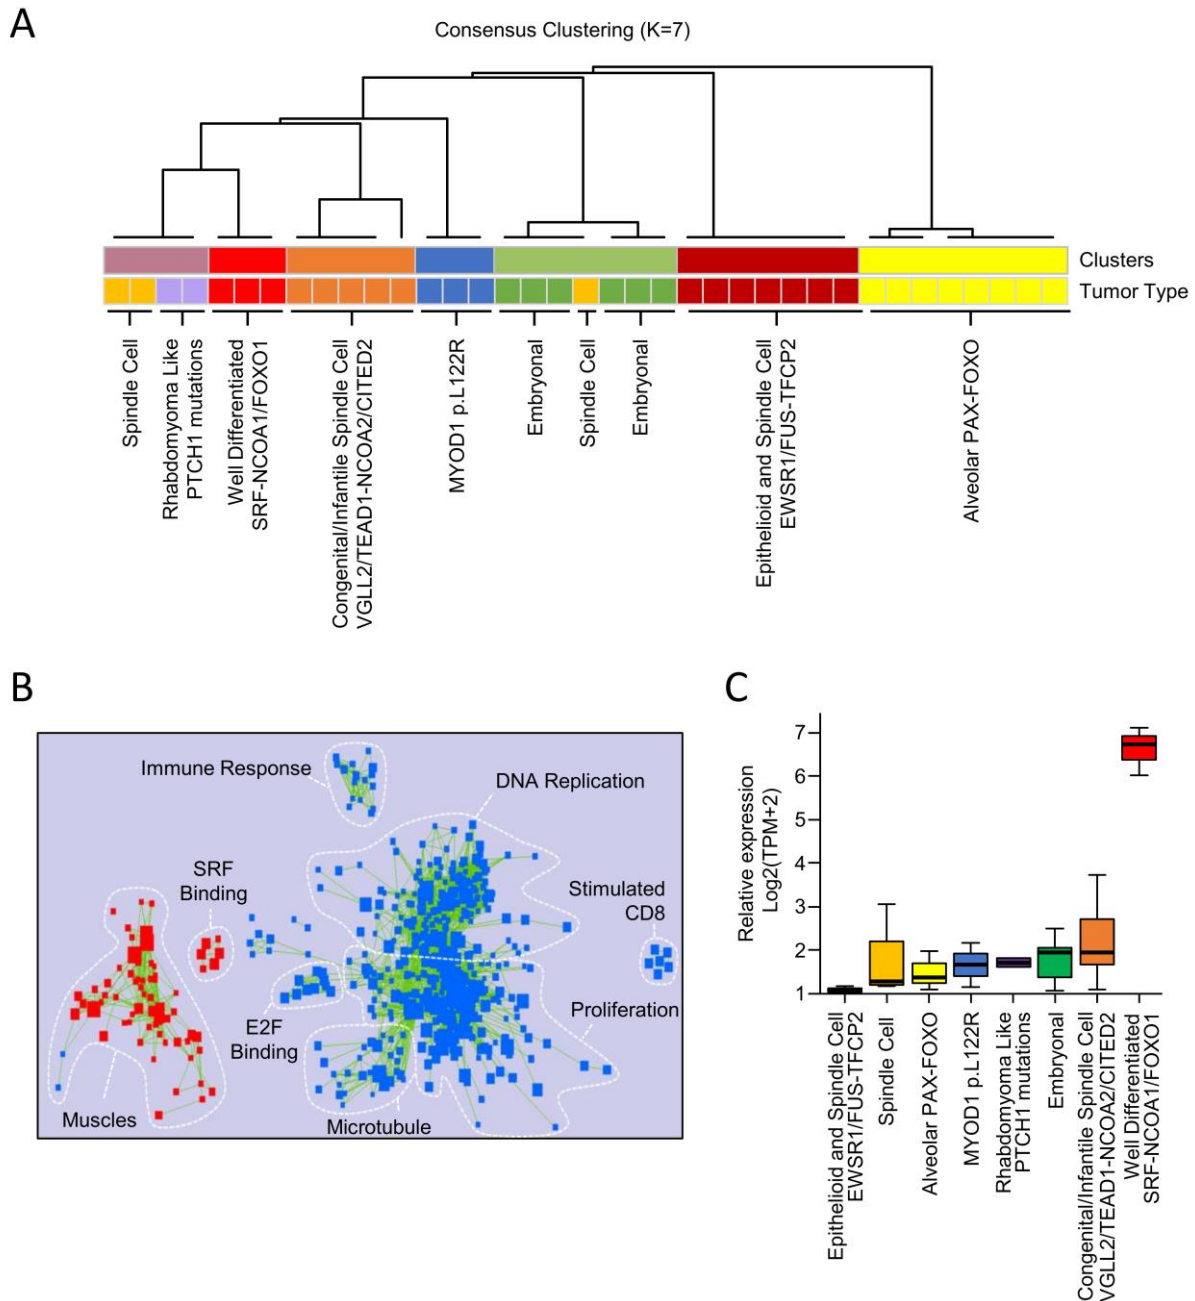 A
Consensus Clustering (K=7)
Clusters
Tumor Type
Spindle Cell
Rhabdomyoma Like
PTCH1 mutations
Well Differentiated
SRF-NCOA1/FOXO1
Congenital/Infantile Spindle Cell
VGLL2/TEAD1-NCOA2/CITED2
MYOD1 p.L122R
Embryonal
Spindle Cell
Embryonal
Epithelioid and Spindle Cell
EWSR1/FUS-TFCP2
Alveolar PAX-FOXO
B
Immune Response
DNA Replication
SRF
Binding
Stimulated
CD8
E2F
Binding
Proliferation
Muscles
Microtubule
C
Relative expression
Log2(TPM+2)
7
6
5
4
3
2
1
Epithelioid and Spindle Cell
EWSR1/FUS-TFCP2
Spindle Cell
Alveolar PAX-FOXO
MYOD1 p.L122R
Rhabdomyoma Like
PTCH1 mutations
Embryonal
Congenital/Infantile Spindle Cell
VGLL2/TEAD1-NCOA2/CITED2
Well Differentiated
SRF-NCOA1/FOXO1